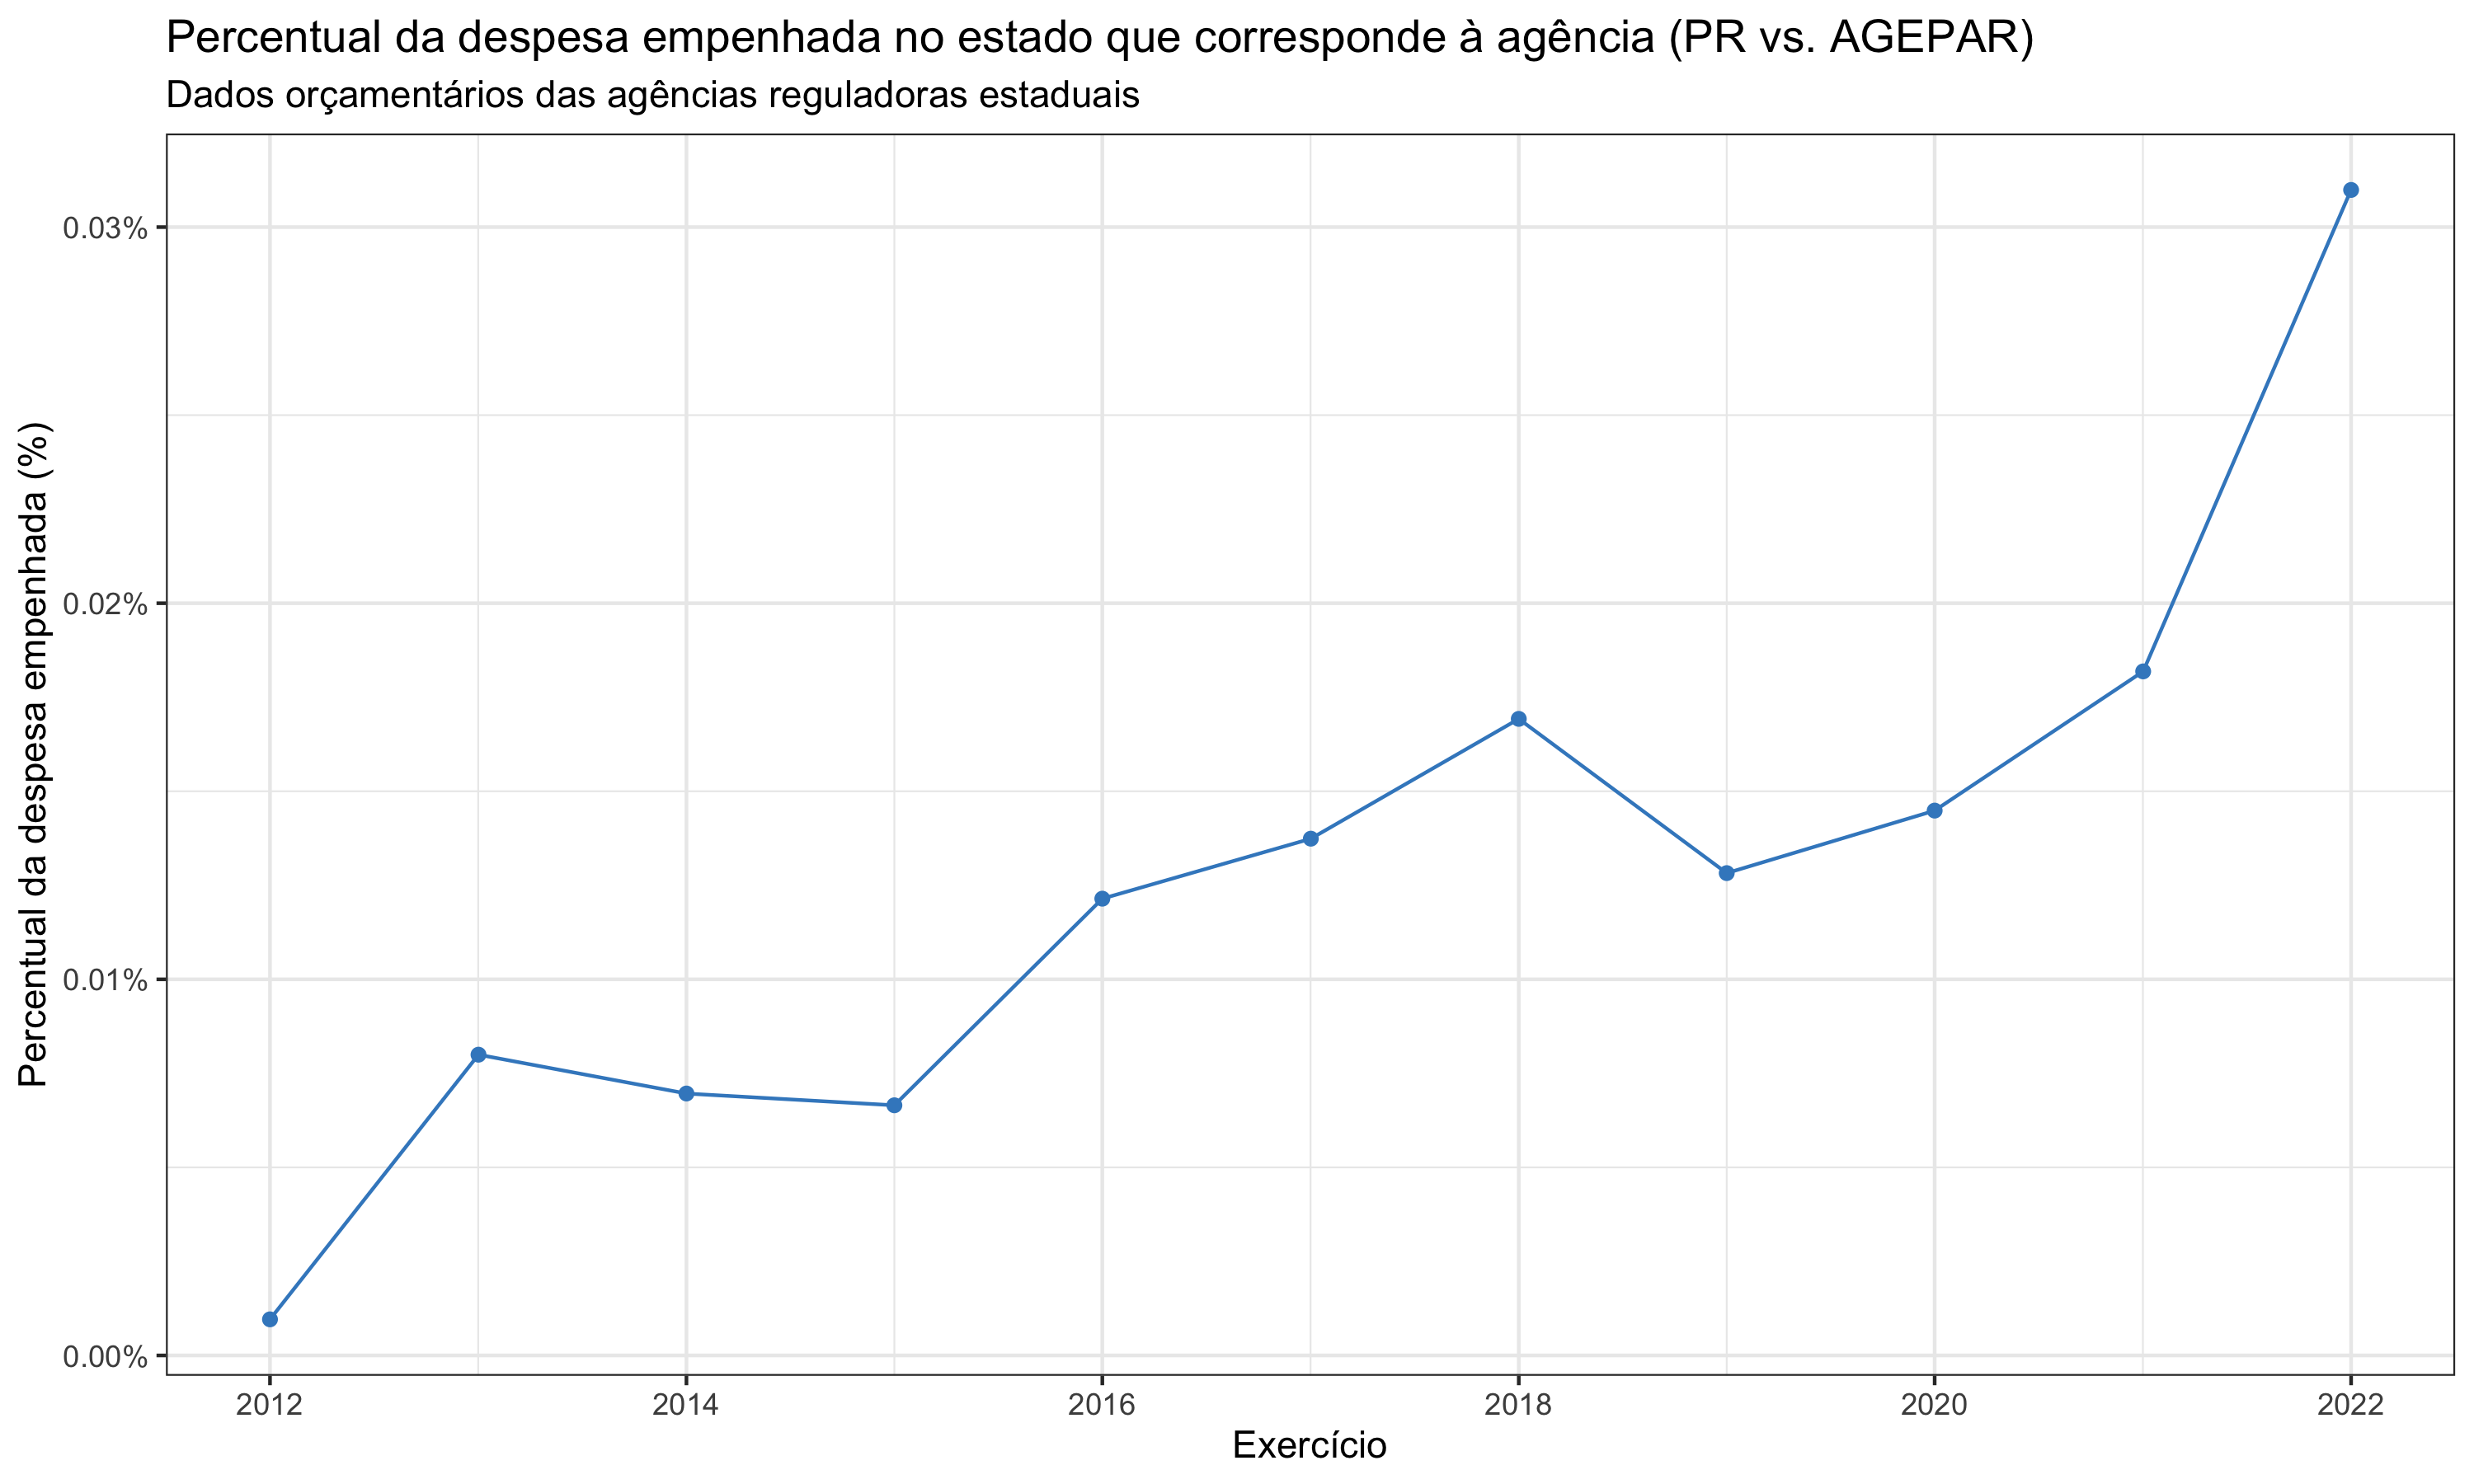 Percentual da despesa empenhada no estado que corresponde à agência (PR vs. AGEPAR)
Dados orçamentários das agências reguladoras estaduais
Percentual da despesa empenhada (%)
0.03%
0.02%
0.01%
0.00%
2012 2014 2016 2018 2020 2022
Exercício